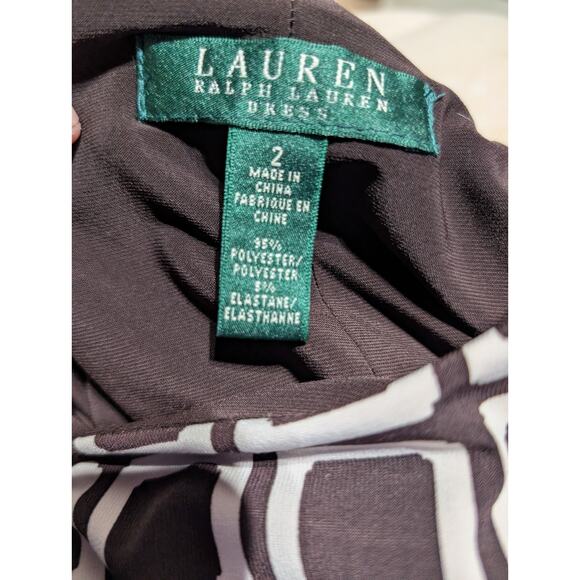 LAUREN
RALPH LAUREN
DRESS
2
MADE IN
CHINA
FABRIQUE EN
CHINE
95%
POLYESTER/
POLYESTER
5%
ELASTANE/
ELASTHANNE